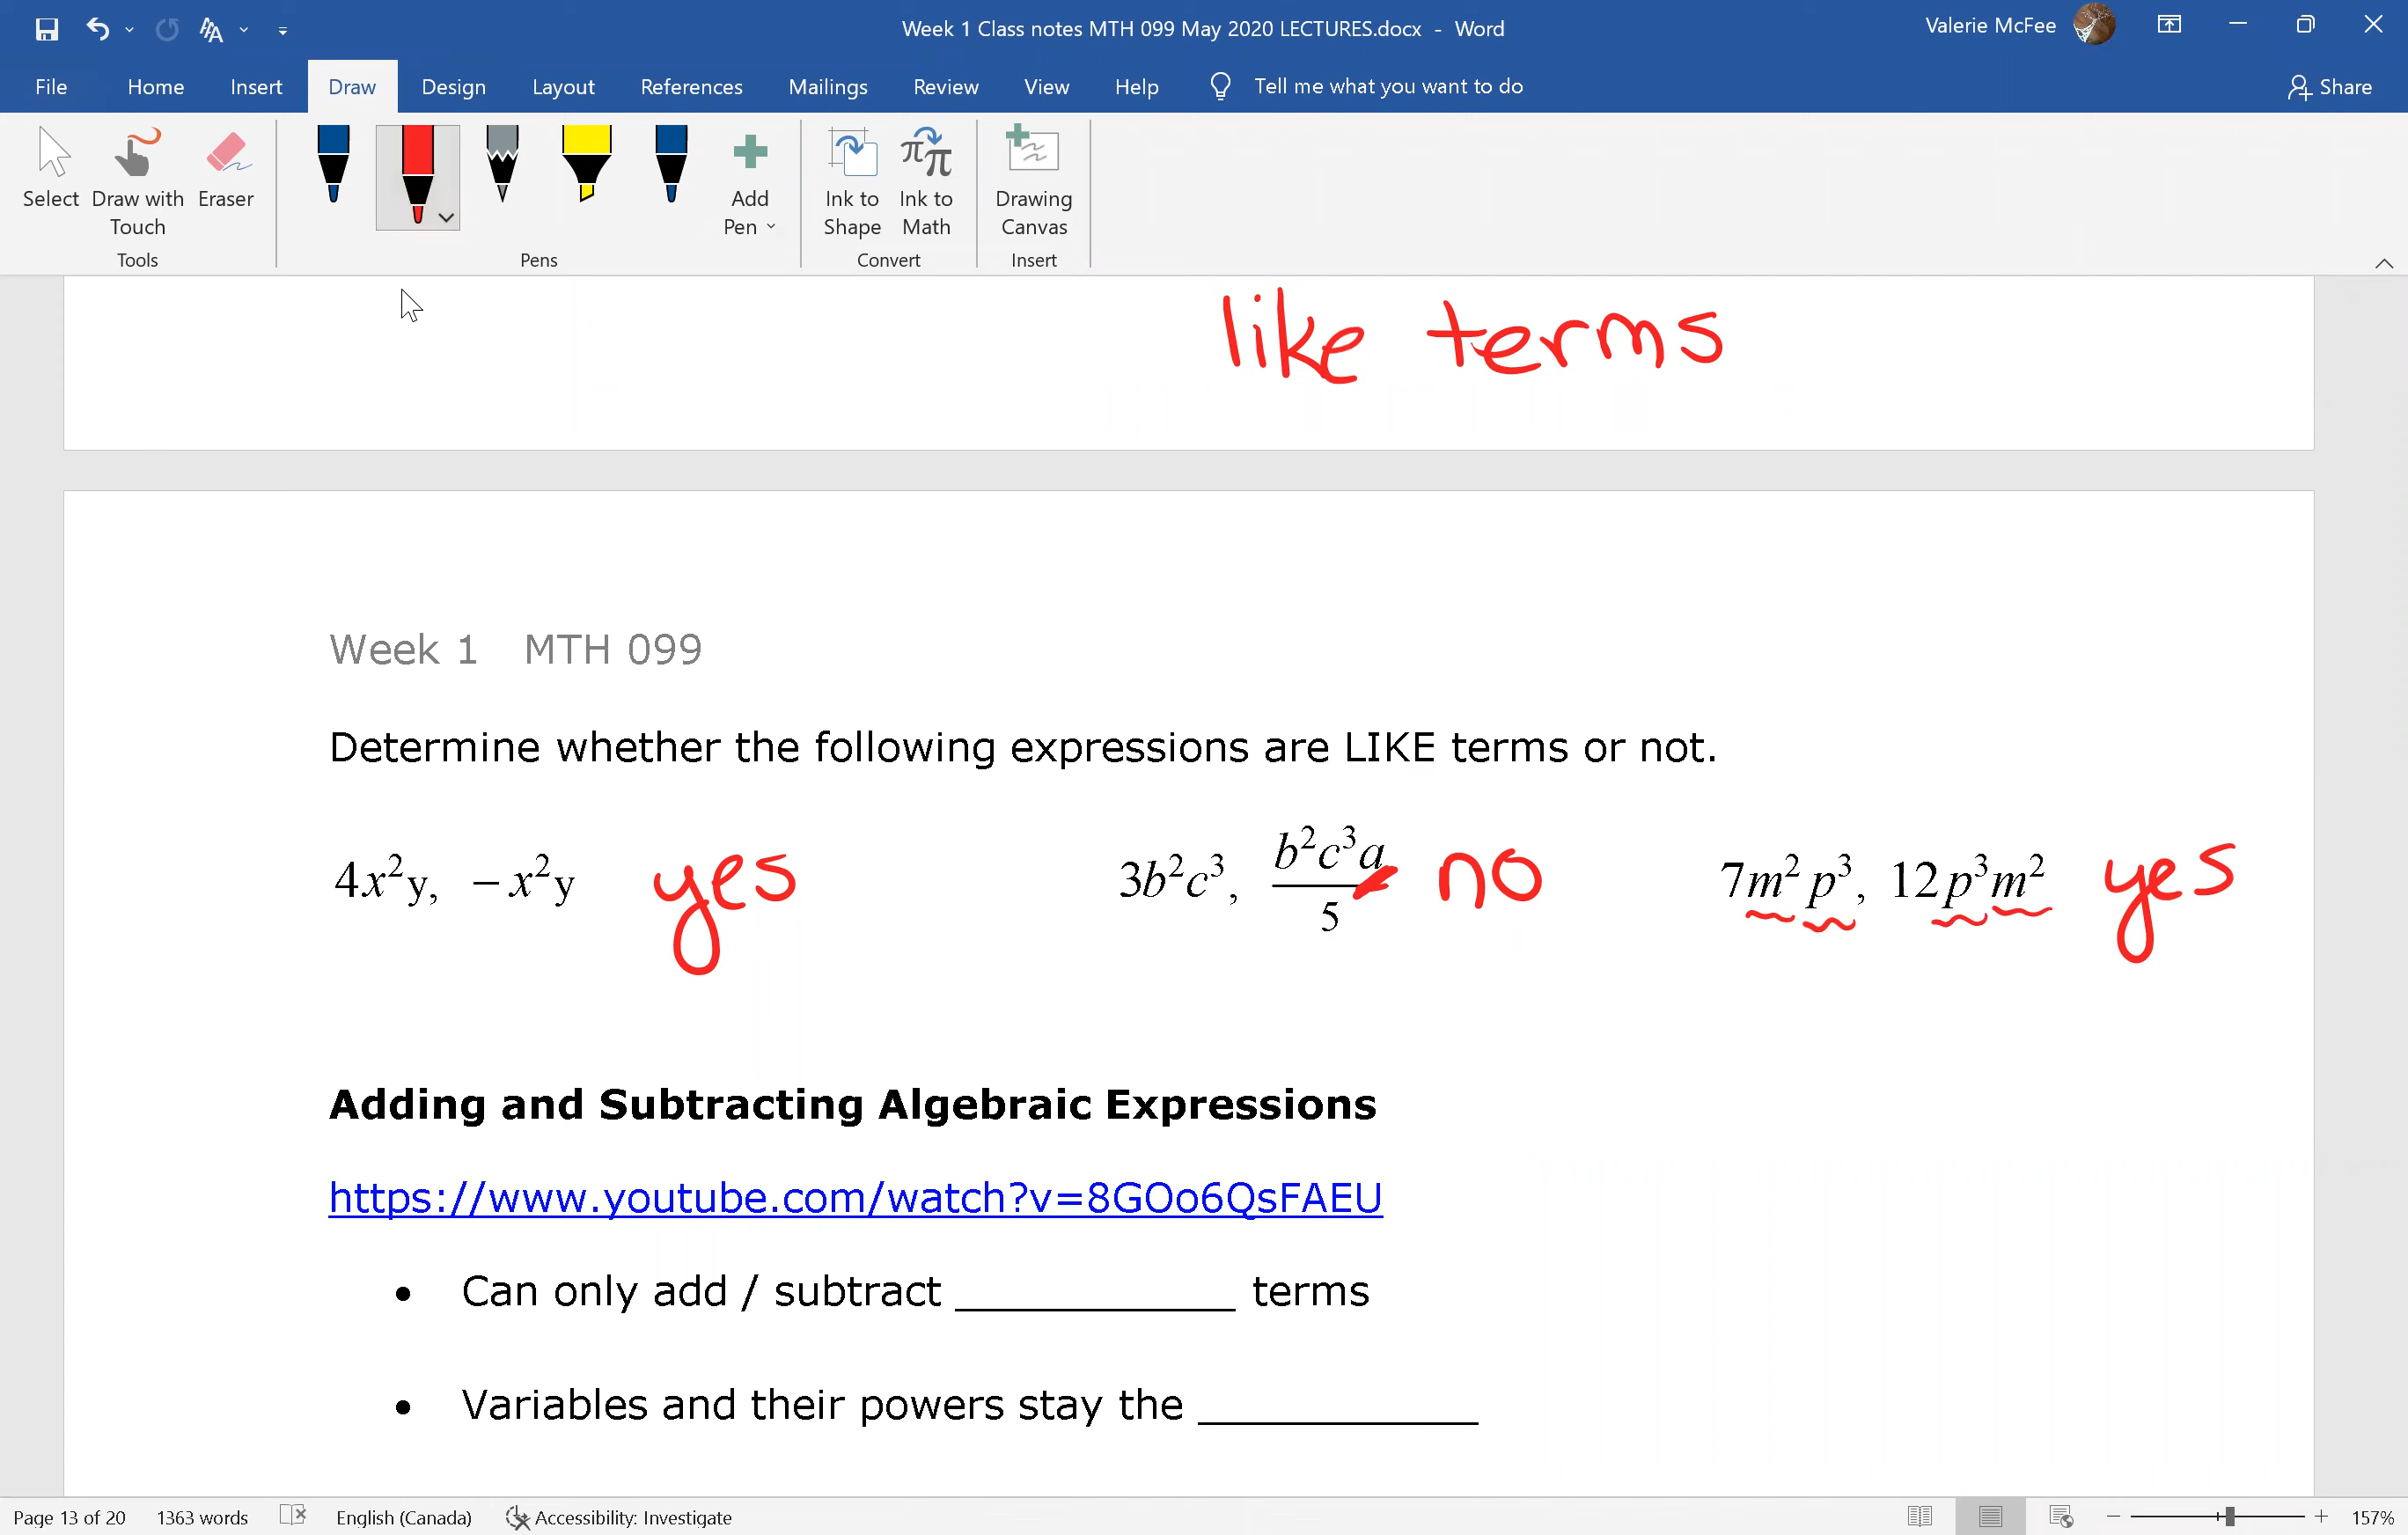 Week 1 Class notes MTH 099 May 2020 LECTURES.docx - Word
Valerie McFee
File Home Insert Draw Design Layout References Mailings Review View Help Tell me what you want to do Share
Select Draw with Touch Eraser Add Pen Ink to Shape Ink to Math Drawing Canvas
Tools Pens Convert Insert
like terms
Week 1 MTH 099
Determine whether the following expressions are LIKE terms or not.
4x²y, −x²y yes 3b²c³, b²c³a/5 no 7m²p³, 12p³m² yes
Adding and Subtracting Algebraic Expressions
https://www.youtube.com/watch?v=8GOo6QsFAEU
• Can only add / subtract ____________ terms
• Variables and their powers stay the ____________
Page 13 of 20 1363 words English (Canada) Accessibility: Investigate 157%